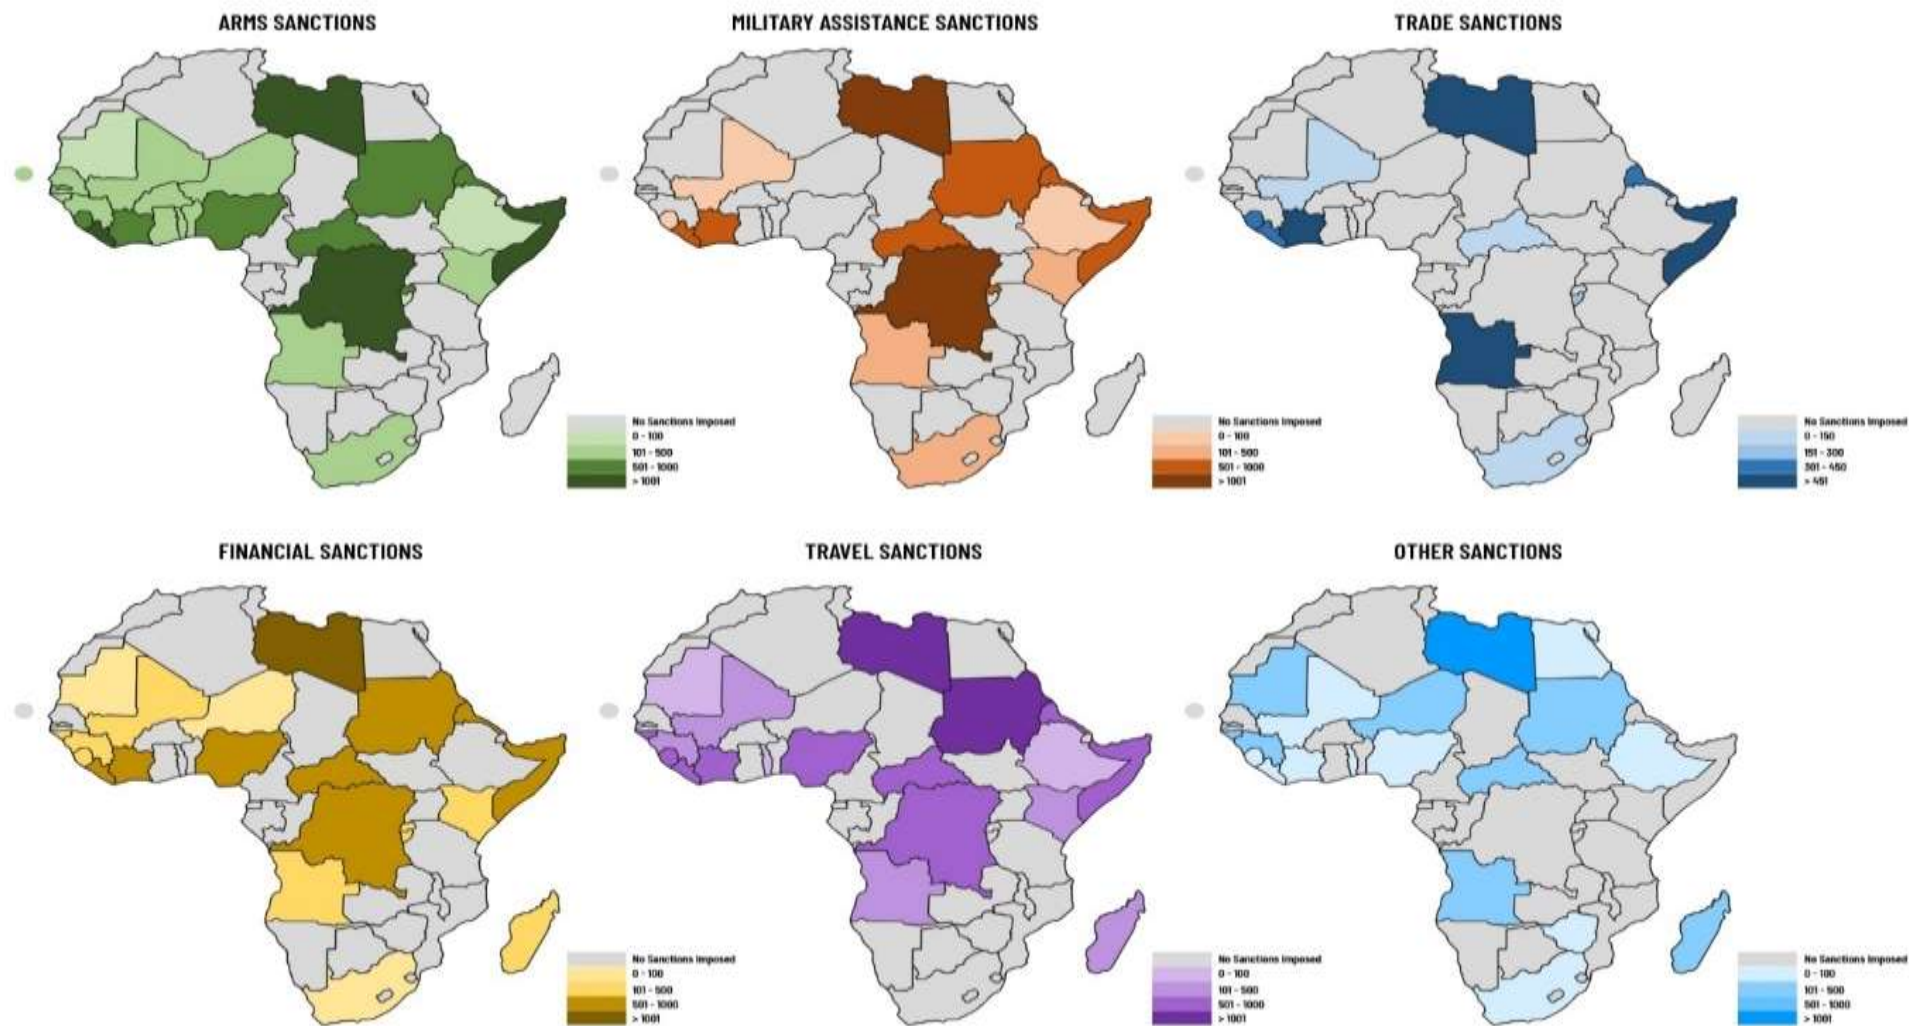 ARMS SANCTIONS
MILITARY ASSISTANCE SANCTIONS
TRADE SANCTIONS
No Sanctions Imposed
0 - 100
101 - 500
501 - 1000
> 1001
No Sanctions Imposed
0 - 100
101 - 500
501 - 1000
> 1001
No Sanctions Imposed
0 - 150
151 - 300
301 - 450
> 451
FINANCIAL SANCTIONS
TRAVEL SANCTIONS
OTHER SANCTIONS
No Sanctions Imposed
0 - 100
101 - 500
501 - 1000
> 1001
No Sanctions Imposed
0 - 100
101 - 500
501 - 1000
> 1001
No Sanctions Imposed
0 - 100
101 - 500
501 - 1000
> 1001